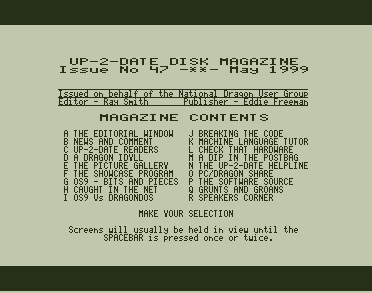 UP-2-DATE DISK MAGAZINE
Issue No 47 -**- May 1999
Issued on behalf of the National Dragon User Group
Editor - Ray Smith Publisher - Eddie Freeman
MAGAZINE CONTENTS
A THE EDITORIAL WINDOW J BREAKING THE CODE
B NEWS AND COMMENT K MACHINE LANGUAGE TUTOR
C UP-2-DATE READERS L CHECK THAT HARDWARE
D A DRAGON IDYLL M A DIP IN THE POSTBAG
E THE PICTURE GALLERY N THE UP-2-DATE HELPLINE
F THE SHOWCASE PROGRAM O PC/DRAGON SHARE
G OS9 - BITS AND PIECES P THE SOFTWARE SOURCE
H CAUGHT IN THE NET Q GRUNTS AND GROANS
I OS9 Vs DRAGONDOS R SPEAKERS CORNER
MAKE YOUR SELECTION
Screens will usually be held in view until the
SPACEBAR is pressed once or twice.